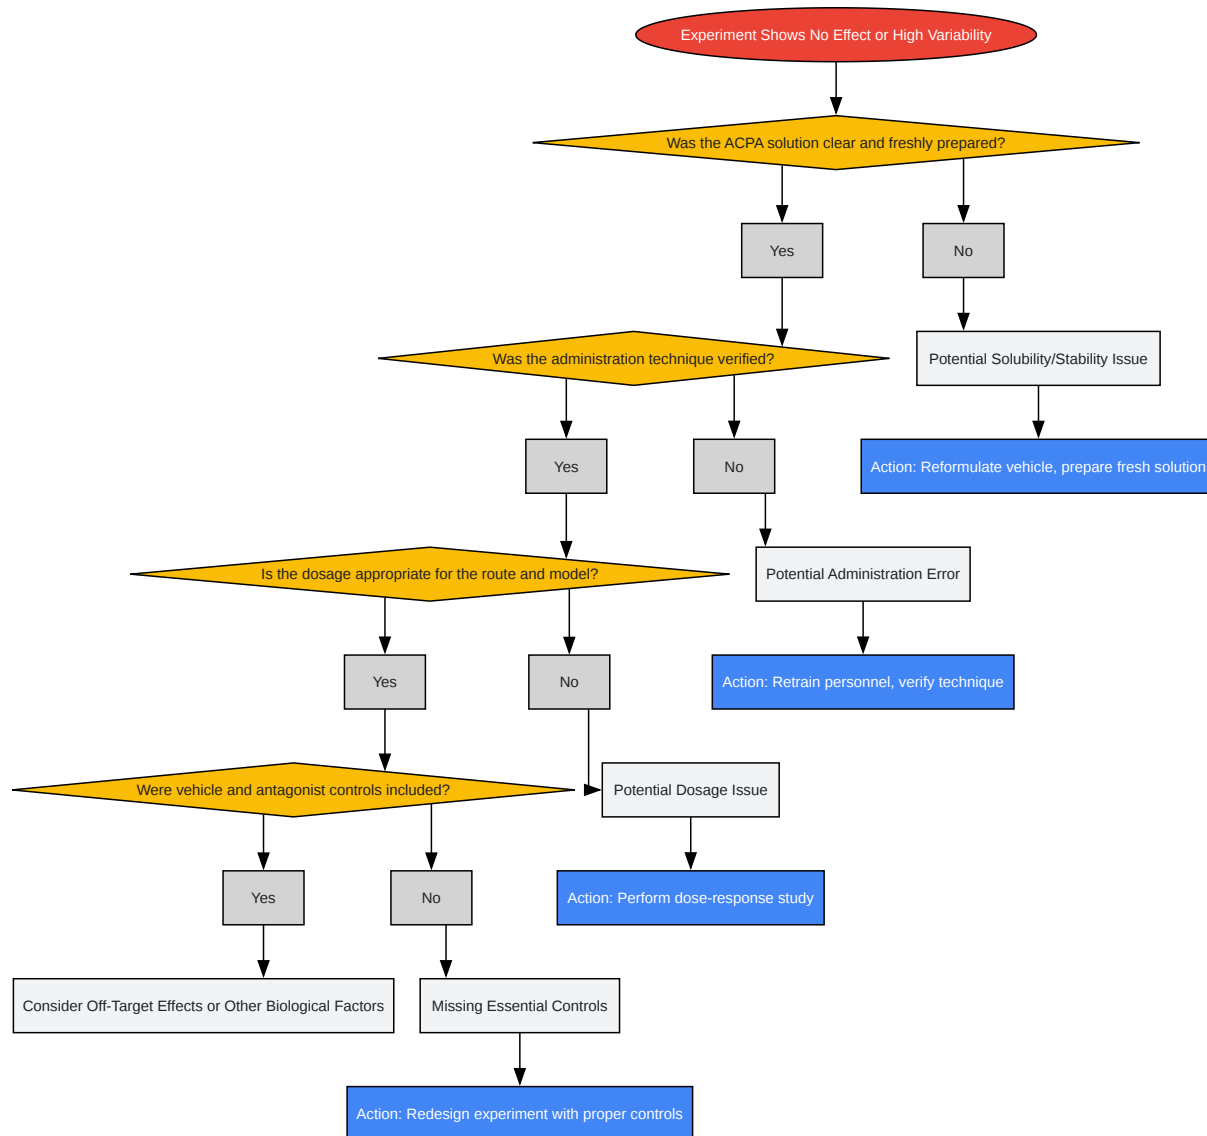 Experiment Shows No Effect or High Variability
Was the ACPA solution clear and freshly prepared?
Yes
No
Was the administration technique verified?
Potential Solubility/Stability Issue
Yes
No
Action: Reformulate vehicle, prepare fresh solution
Is the dosage appropriate for the route and model?
Potential Administration Error
Yes
No
Action: Retrain personnel, verify technique
Were vehicle and antagonist controls included?
Potential Dosage Issue
Yes
No
Action: Perform dose-response study
Consider Off-Target Effects or Other Biological Factors
Missing Essential Controls
Action: Redesign experiment with proper controls